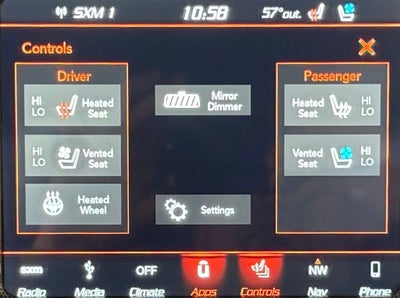 SXM 1 10:58 57°out.
Controls
Driver
HI
LO
Heated
Seat
HI
LO
Vented
Seat
Heated
Wheel
Mirror
Dimmer
Settings
Passenger
Heated
Seat
HI
LO
Vented
Seat
HI
LO
sxm OFF NW
Radio Media Climate Apps Controls Nav Phone